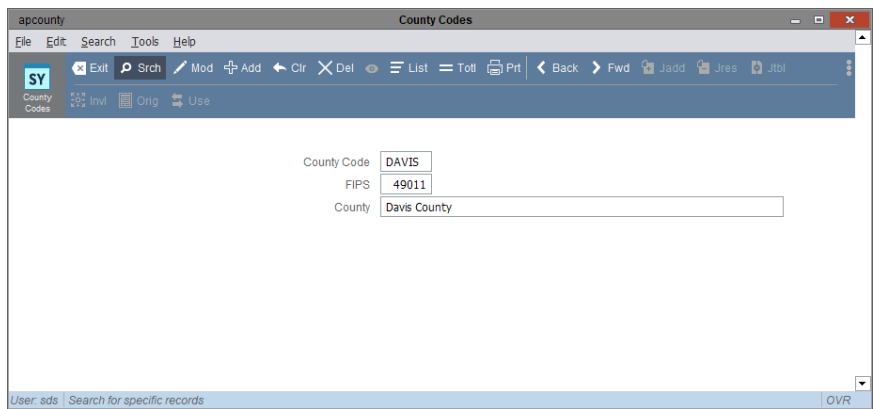 apcounty County Codes
File Edit Search Tools Help
SY Exit Srch Mod Add Clr Del List Totl Prt Back Fwd Jadd Jres Jtbl
County Codes Invl Orig Use
County Code DAVIS
FIPS 49011
County Davis County
User: sds Search for specific records OVR